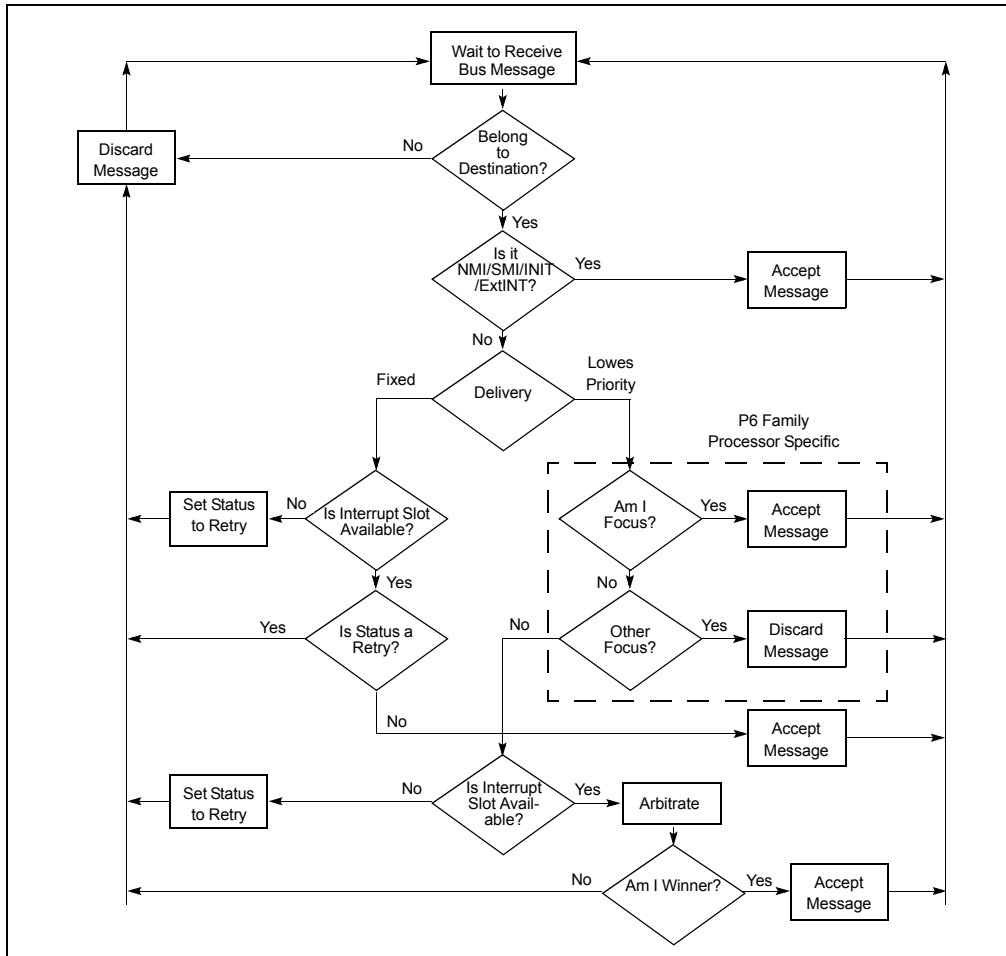 Wait to Receive
Bus Message
Belong
to
Destination?
No
Discard
Message
Yes
Is it
NMI/SMI/INIT
/ExtINT?
Yes
Accept
Message
No
Delivery
Fixed
Lowes
Priority
P6 Family
Processor Specific
Set Status
to Retry
No
Is Interrupt Slot
Available?
Am I
Focus?
Yes
Accept
Message
Yes
No
Yes
Is Status a
Retry?
No
Other
Focus?
Yes
Discard
Message
No
Accept
Message
Set Status
to Retry
No
Is Interrupt
Slot Avail-
able?
Yes
Arbitrate
No
Am I Winner?
Yes
Accept
Message